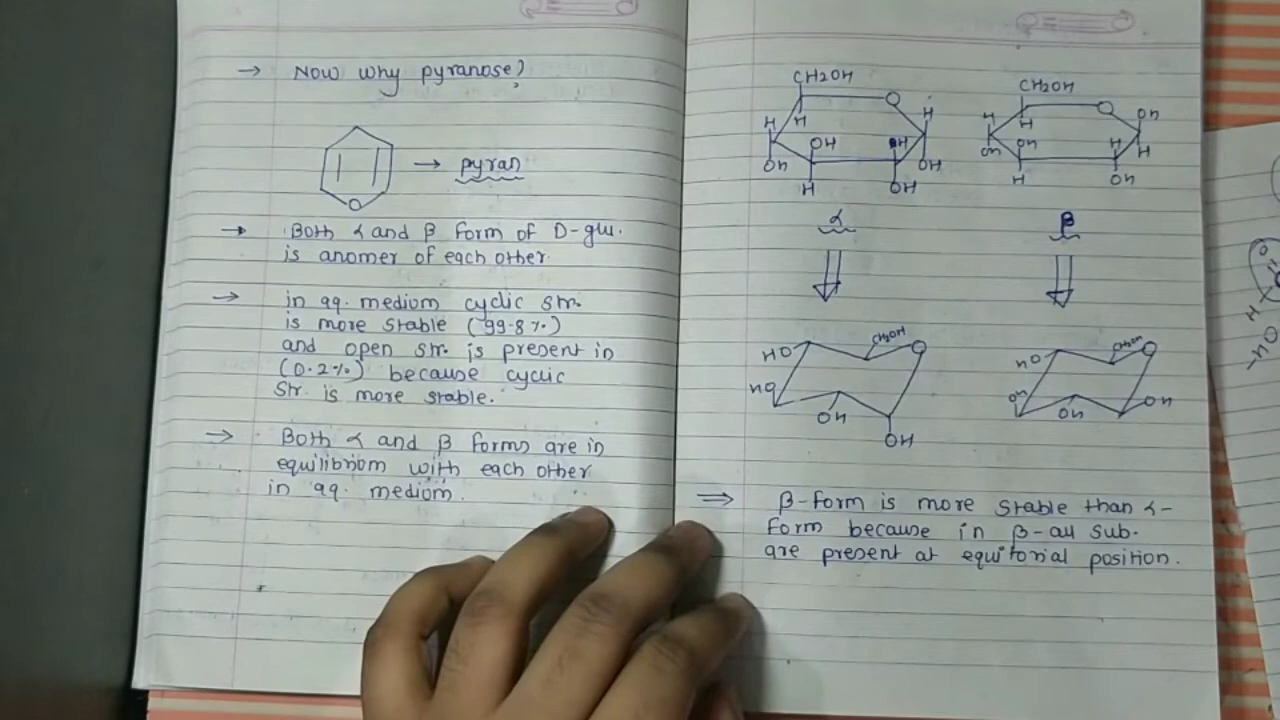 → Now why pyranose?
O → pyran
→ Both α and β form of D-glu.
is anomer of each other.
→ in aq. mediom cyclic str.
is more stable (99.8%)
and open str. is present in
(0.2%) because cyclic
str. is more stable.
⇒ Both α and β forms are in
equilibriom with each other
in aq. mediom.
CH2OH
O
H H H
OH OH
OH OH
H OH
α
HO CH2OH O
HO
OH
OH
CH2OH
O OH
H H
OH OH H H
H OH
β
HO CH2OH O
OH OH OH
⇒ β-form is more stable than α-
form because in β-all sub.
are present at equitorial position.